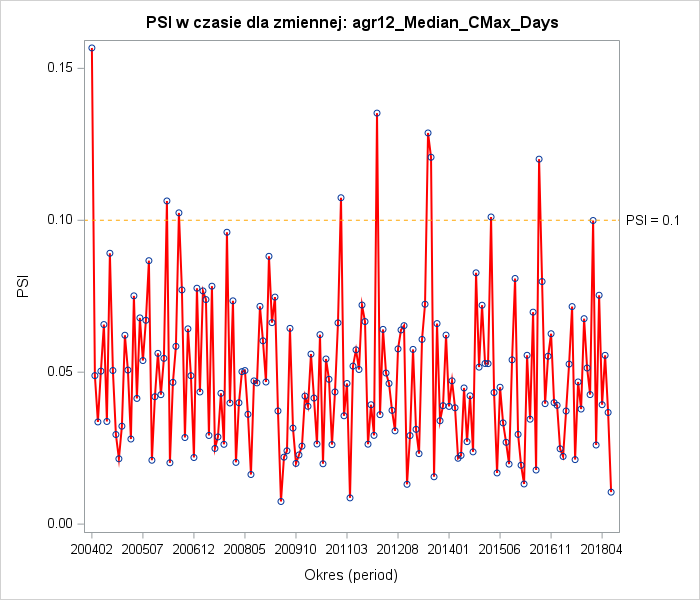 PSI w czasie dla zmiennej: agr12_Median_CMax_Days
0.15
0.10
0.05
0.00
PSI
PSI = 0.1
200402 200507 200612 200805 200910 201103 201208 201401 201506 201611 201804
Okres (period)